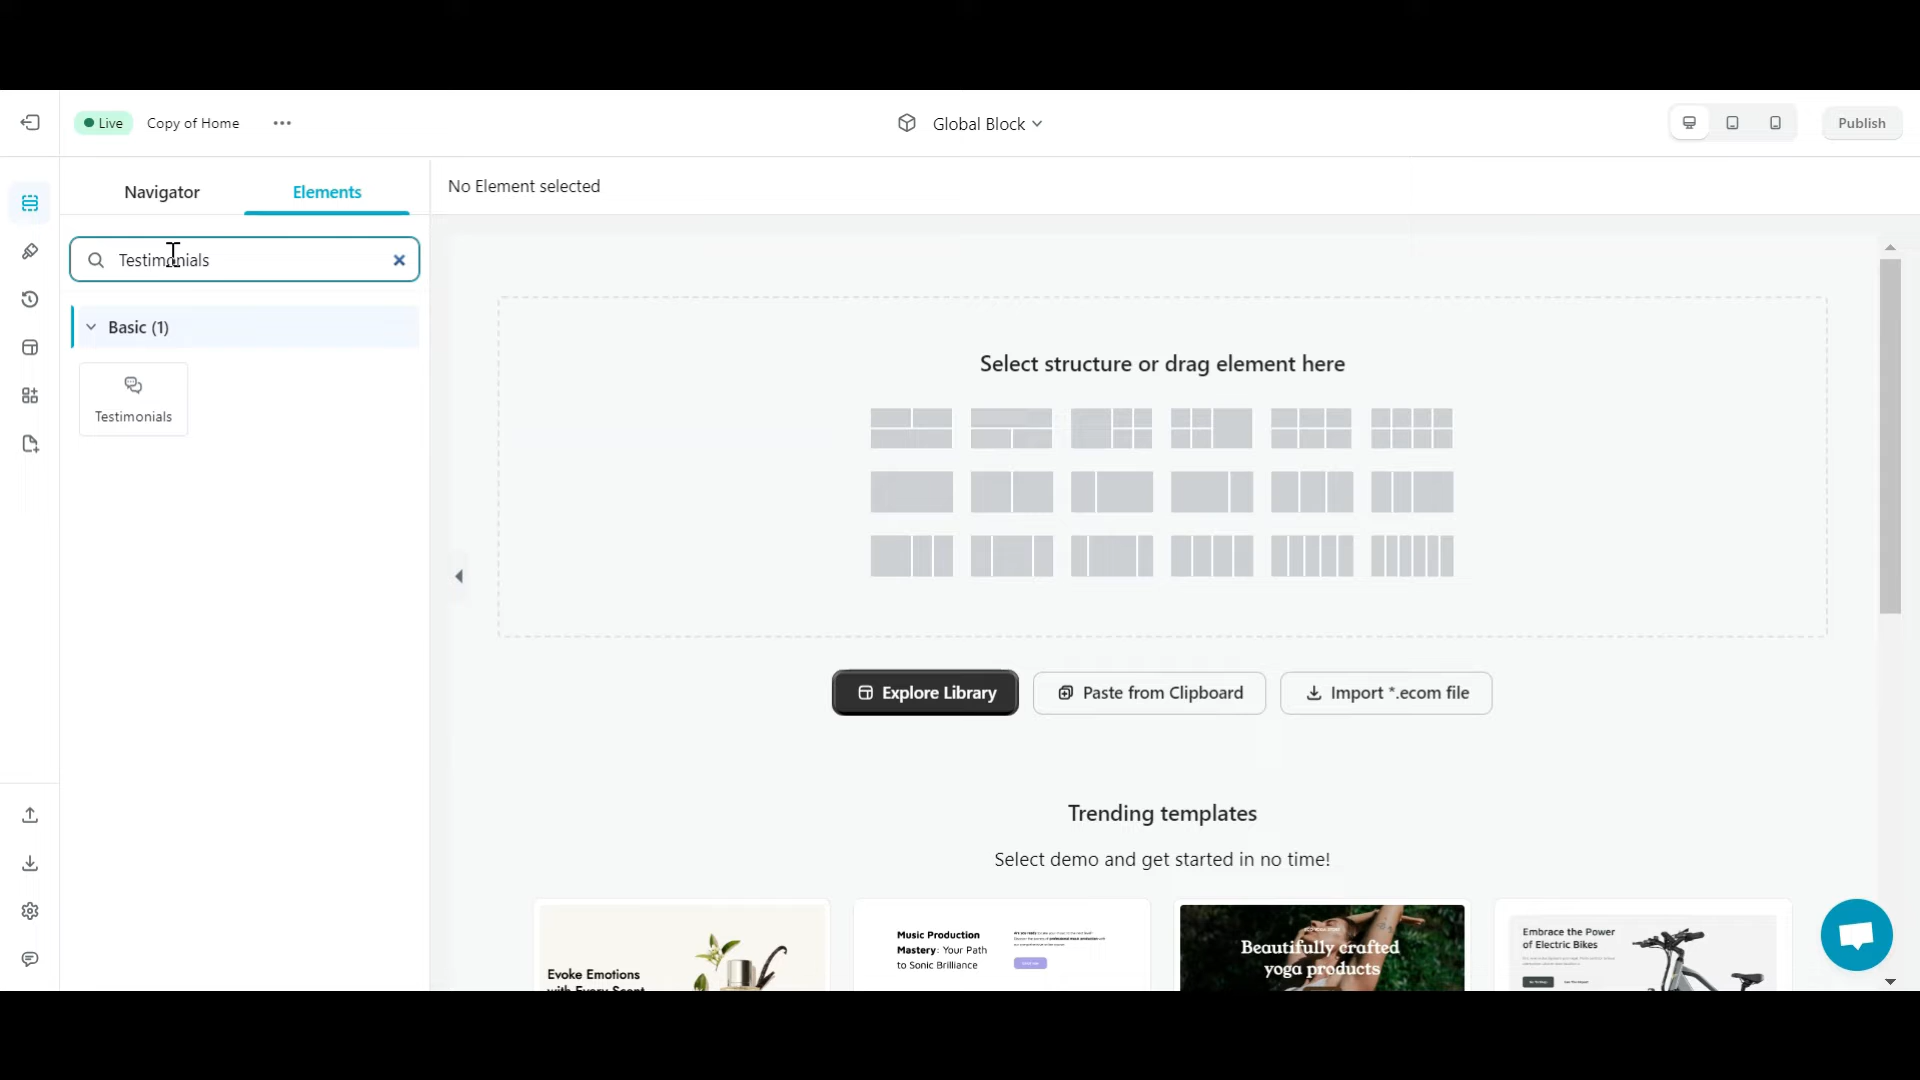 Live
Copy of Home
Global Block
Publish
Navigator
Elements
No Element selected
Testimonials
Basic (1)
Testimonials
Select structure or drag element here
Explore Library
Paste from Clipboard
Import *.ecom file
Trending templates
Select demo and get started in no time!
Evoke Emotions
with Every Scent
Music Production
Mastery: Your Path
to Sonic Brilliance
Beautifully crafted
yoga products
Embrace the Power
of Electric Bikes